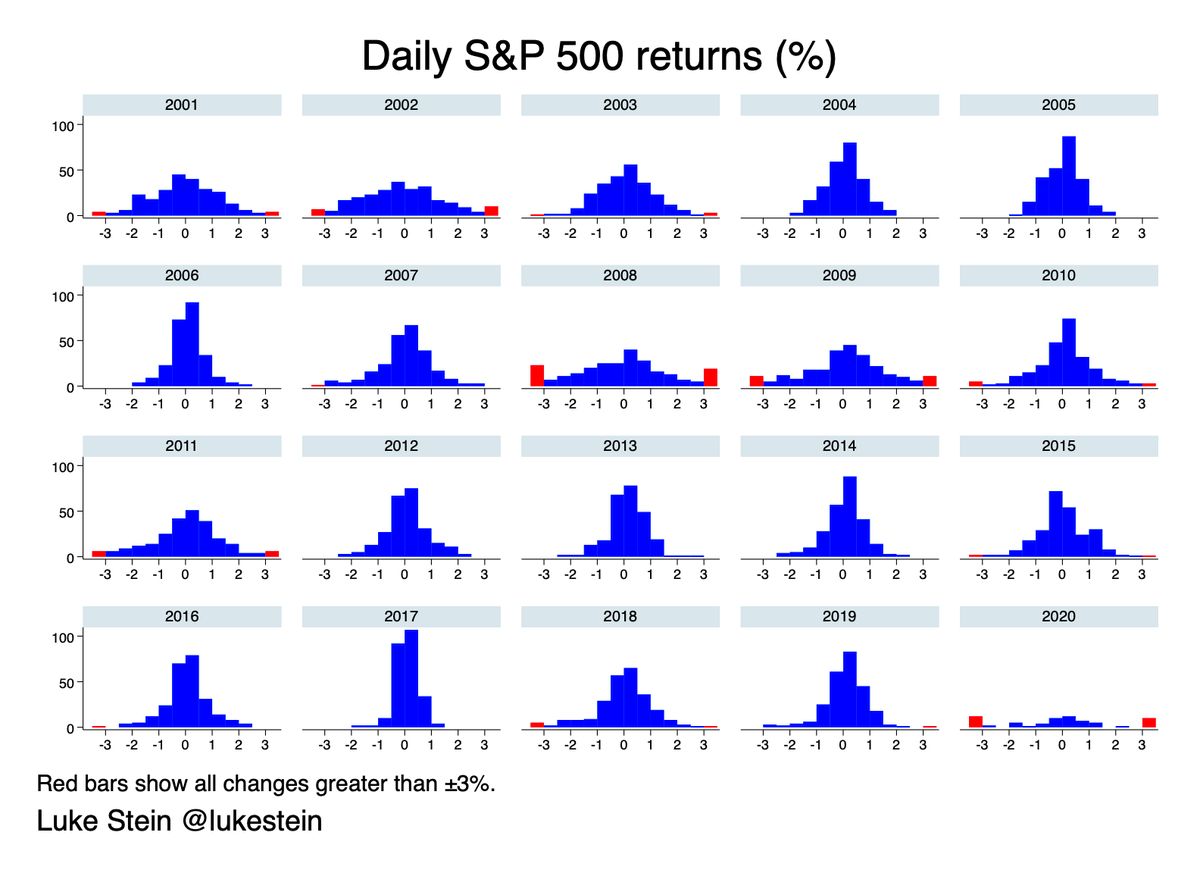 Daily S&P 500 returns (%)
2001 2002 2003 2004 2005
100
50
0
-3 -2 -1 0 1 2 3 -3 -2 -1 0 1 2 3 -3 -2 -1 0 1 2 3 -3 -2 -1 0 1 2 3 -3 -2 -1 0 1 2 3
2006 2007 2008 2009 2010
100
50
0
-3 -2 -1 0 1 2 3 -3 -2 -1 0 1 2 3 -3 -2 -1 0 1 2 3 -3 -2 -1 0 1 2 3 -3 -2 -1 0 1 2 3
2011 2012 2013 2014 2015
100
50
0
-3 -2 -1 0 1 2 3 -3 -2 -1 0 1 2 3 -3 -2 -1 0 1 2 3 -3 -2 -1 0 1 2 3 -3 -2 -1 0 1 2 3
2016 2017 2018 2019 2020
100
50
0
-3 -2 -1 0 1 2 3 -3 -2 -1 0 1 2 3 -3 -2 -1 0 1 2 3 -3 -2 -1 0 1 2 3 -3 -2 -1 0 1 2 3
Red bars show all changes greater than ±3%.
Luke Stein @lukestein